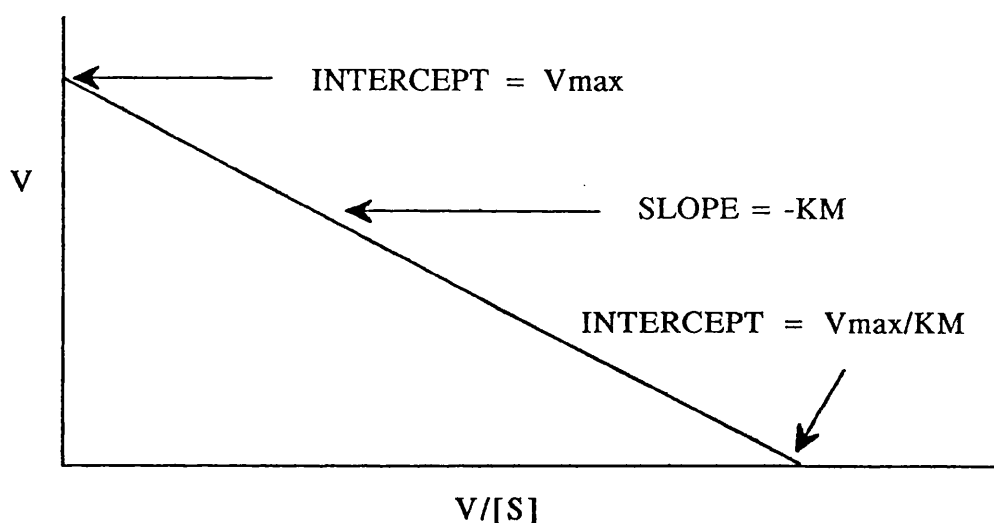 INTERCEPT = Vmax
V
SLOPE = -KM
INTERCEPT = Vmax/KM
V/[S]